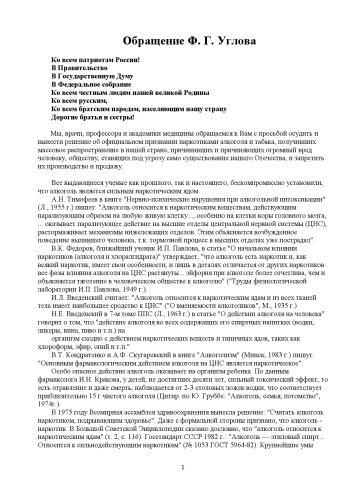 Обращение Ф. Г. Углова
Ко всем патриотам России!
В Правительство
В Государственную Думу
В Федеральное собрание
Ко всем честным людям нашей великой Родины
Ко всем русским,
Ко всем братским народам, населяющим нашу страну
Дорогие братья и сестры!
Мы, врачи, профессора и академики медицины обращаемся к Вам с просьбой осудить и
вынести решение об официальном признании наркотиками алкоголя и табака, получивших
массовое распространение в нашей стране, причинивших и причиняющих огромный вред
человеку, обществу, ставящих под угрозу само существование нашего Отечества, и запретить
их производство и продажу.
Все выдающиеся ученые как прошлого, так и настоящего, бескомпромиссно установили,
что алкоголь является сильным наркотическим ядом.
А.Н. Тимофеев в книге "Нервно-психические нарушения при алкогольной интоксикации"
(Л., 1955 г.) пишет: "Алкоголь относится к наркотическим веществам, действующим
парализующим образом на любую живую клетку..., особенно на клетки коры головного мозга,
... оказывает парализующее действие на высшие отделы центральной нервной системы (ЦНС),
растормаживает механизмы нижележащих отделов. Этим объясняется возбужденное
поведение выпившего человека, т.к. тормозной процесс в высших отделах уже пострадал".
В.К. Федоров, ближайший ученик И.П. Павлова, в статье "О начальном влиянии
наркотиков (алкоголя и хлоралгидрата)" утверждает, "что алкоголь есть наркотик и, как
всякий наркотик, имеет свои особенности, и лишь в деталях отличается от других наркотиков:
все фазы влияния алкоголя на ЦНС растянуты... эйфория при алкоголе более отчетлива, чем и
объясняется тяготение в человеческом обществе к алкоголю" ("Труды физиологической
лаборатории И.П. Павлова, 1949 г.).
И.Л. Введенский считает: "Алкоголь относится к наркотическим ядам и из всех тканей
тела имеет наибольшее сродство к ЦНС" ("О вменяемости алкоголиков", М., 1935 г.).
Н.Е. Введенский в 7-м томе ППС (Л., 1963 г.) в статье "О действии алкоголя на человека"
говорит о том, что "действие алкоголя во всех содержащих его спиртных напитках (водки,
ликеры, вина, пиво и т.п.) на
организм сходно с действием наркотических веществ и типичных ядов, таких как
хлороформ, эфир, опий и т.п."
В.Т. Кондратенко и А.Ф. Скугаревский в книге "Алкоголизм" (Минск, 1983 г.) пишут:
"Основным фармакологическим действием алкоголя на ЦНС является наркотическое".
Особо опасное действие алкоголь оказывает на организм ребенка. По данным
фармаколога И.Н. Кравкова, у детей, не достигших десяти лет, сильный токсический эффект, то
есть отравление и даже смерть, наблюдается от 2-3 столовых ложек водки, что соответствует
приблизительно 15 г чистого алкоголя (Цитир. по Ю. Груббе: "Алкоголь, семья, потомство",
1974г.).
В 1975 году Всемирная ассамблея здравоохранения вынесла решение: "Считать алкоголь
наркотиком, подрывающим здоровье". Даже с формальной стороны признано, что алкоголь -
наркотик. В Большой Советской Энциклопедии сказано дословно, что "алкоголь относится к
наркотическим ядам" (т. 2, с. 116). Госстандарт СССР 1982 г.: "Алкоголь — этиловый спирт...
Относится к сильнодействующим наркотикам" (№ 1053 ГОСТ 5964-82). Крупнейшие умы
1